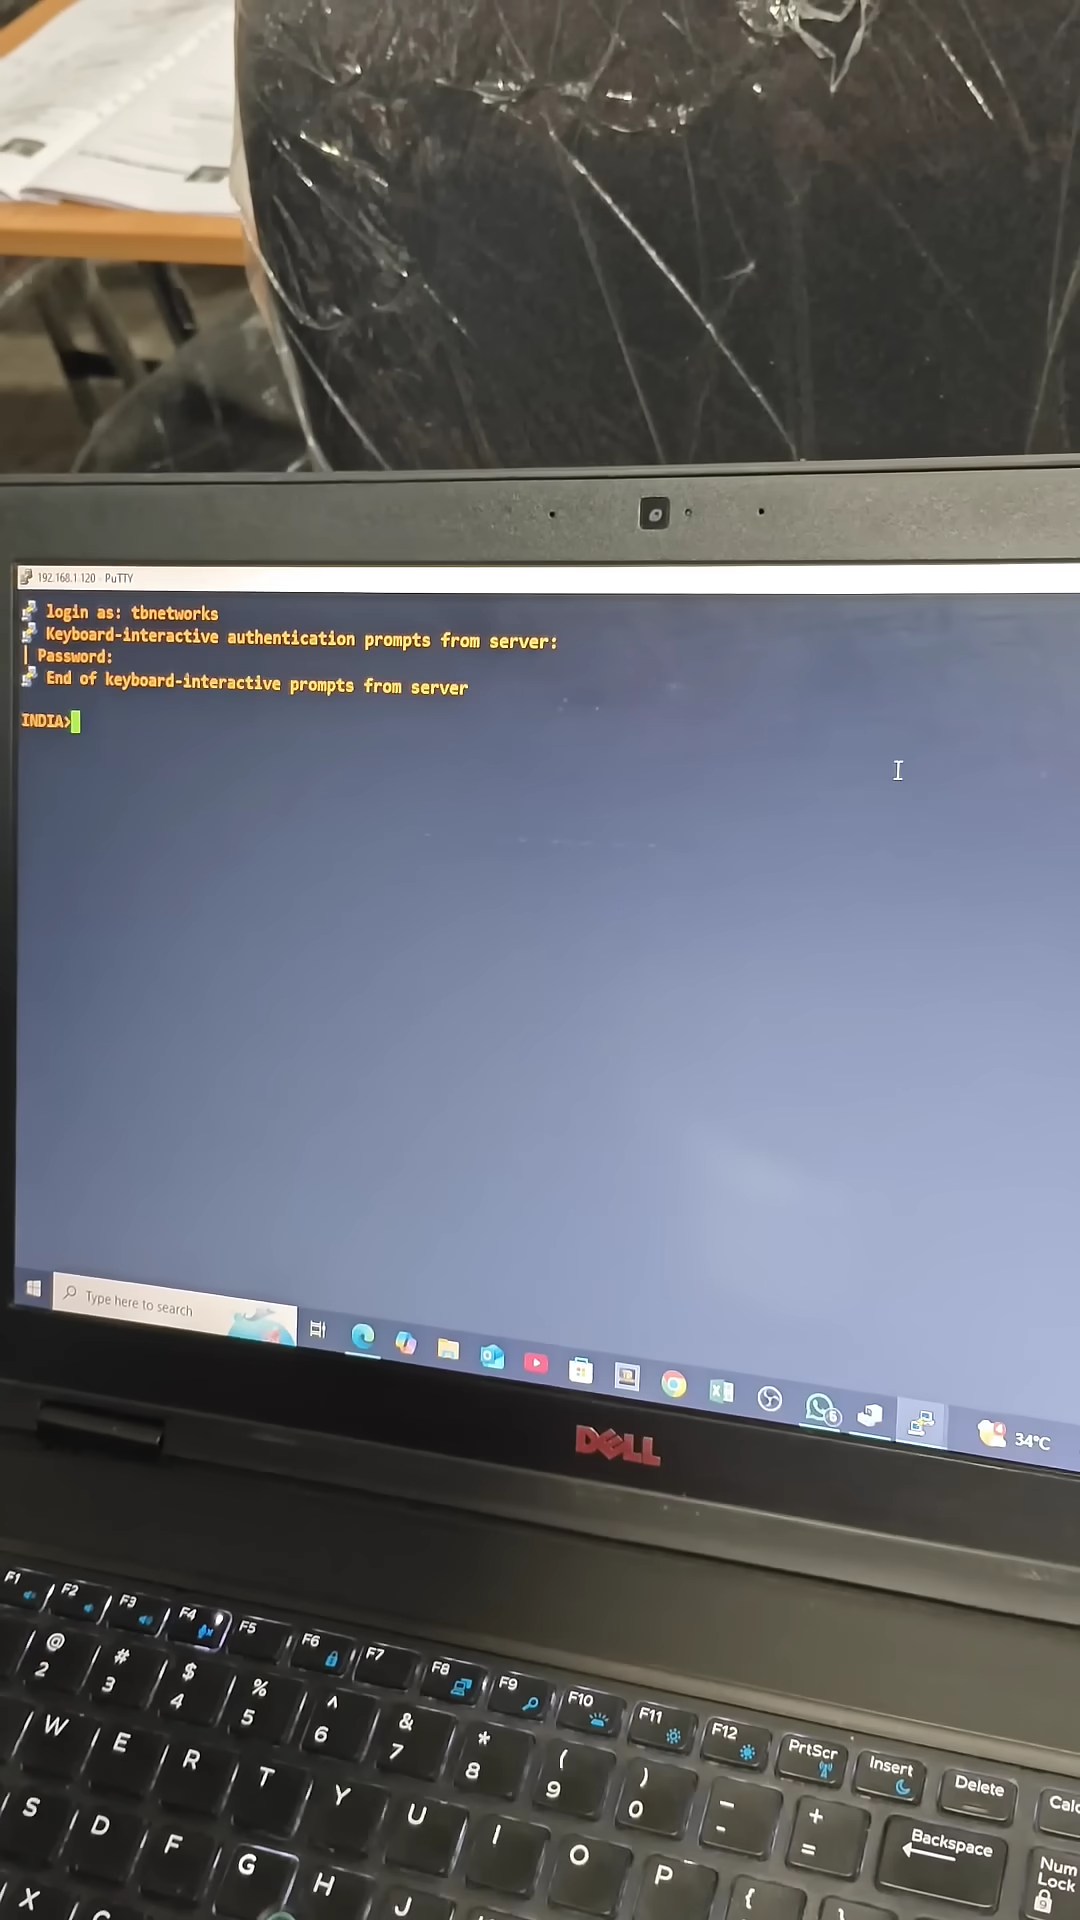 192.168.1.120 - PuTTY
login as: tbnetworks
Keyboard-interactive authentication prompts from server:
| Password:
End of keyboard-interactive prompts from server
INDIA>
Type here to search
34°C
DELL
F1 F2 F3 F4 F5 F6 F7 F8 F9 F10 F11 F12 PrtScr Insert Delete
@ # $ % ^ & * ( ) _ +
2 3 4 5 6 7 8 9 0 - = Backspace Num Lock
W E R T Y U I O P {
S D F G H J
X